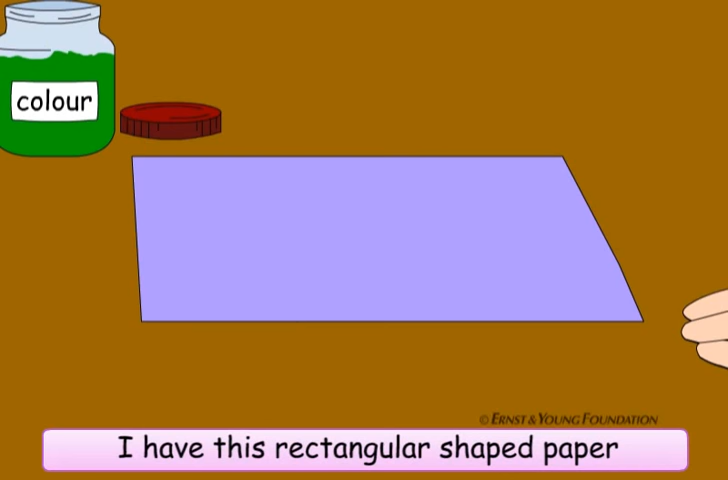 colour
© ERNST & YOUNG FOUNDATION
I have this rectangular shaped paper